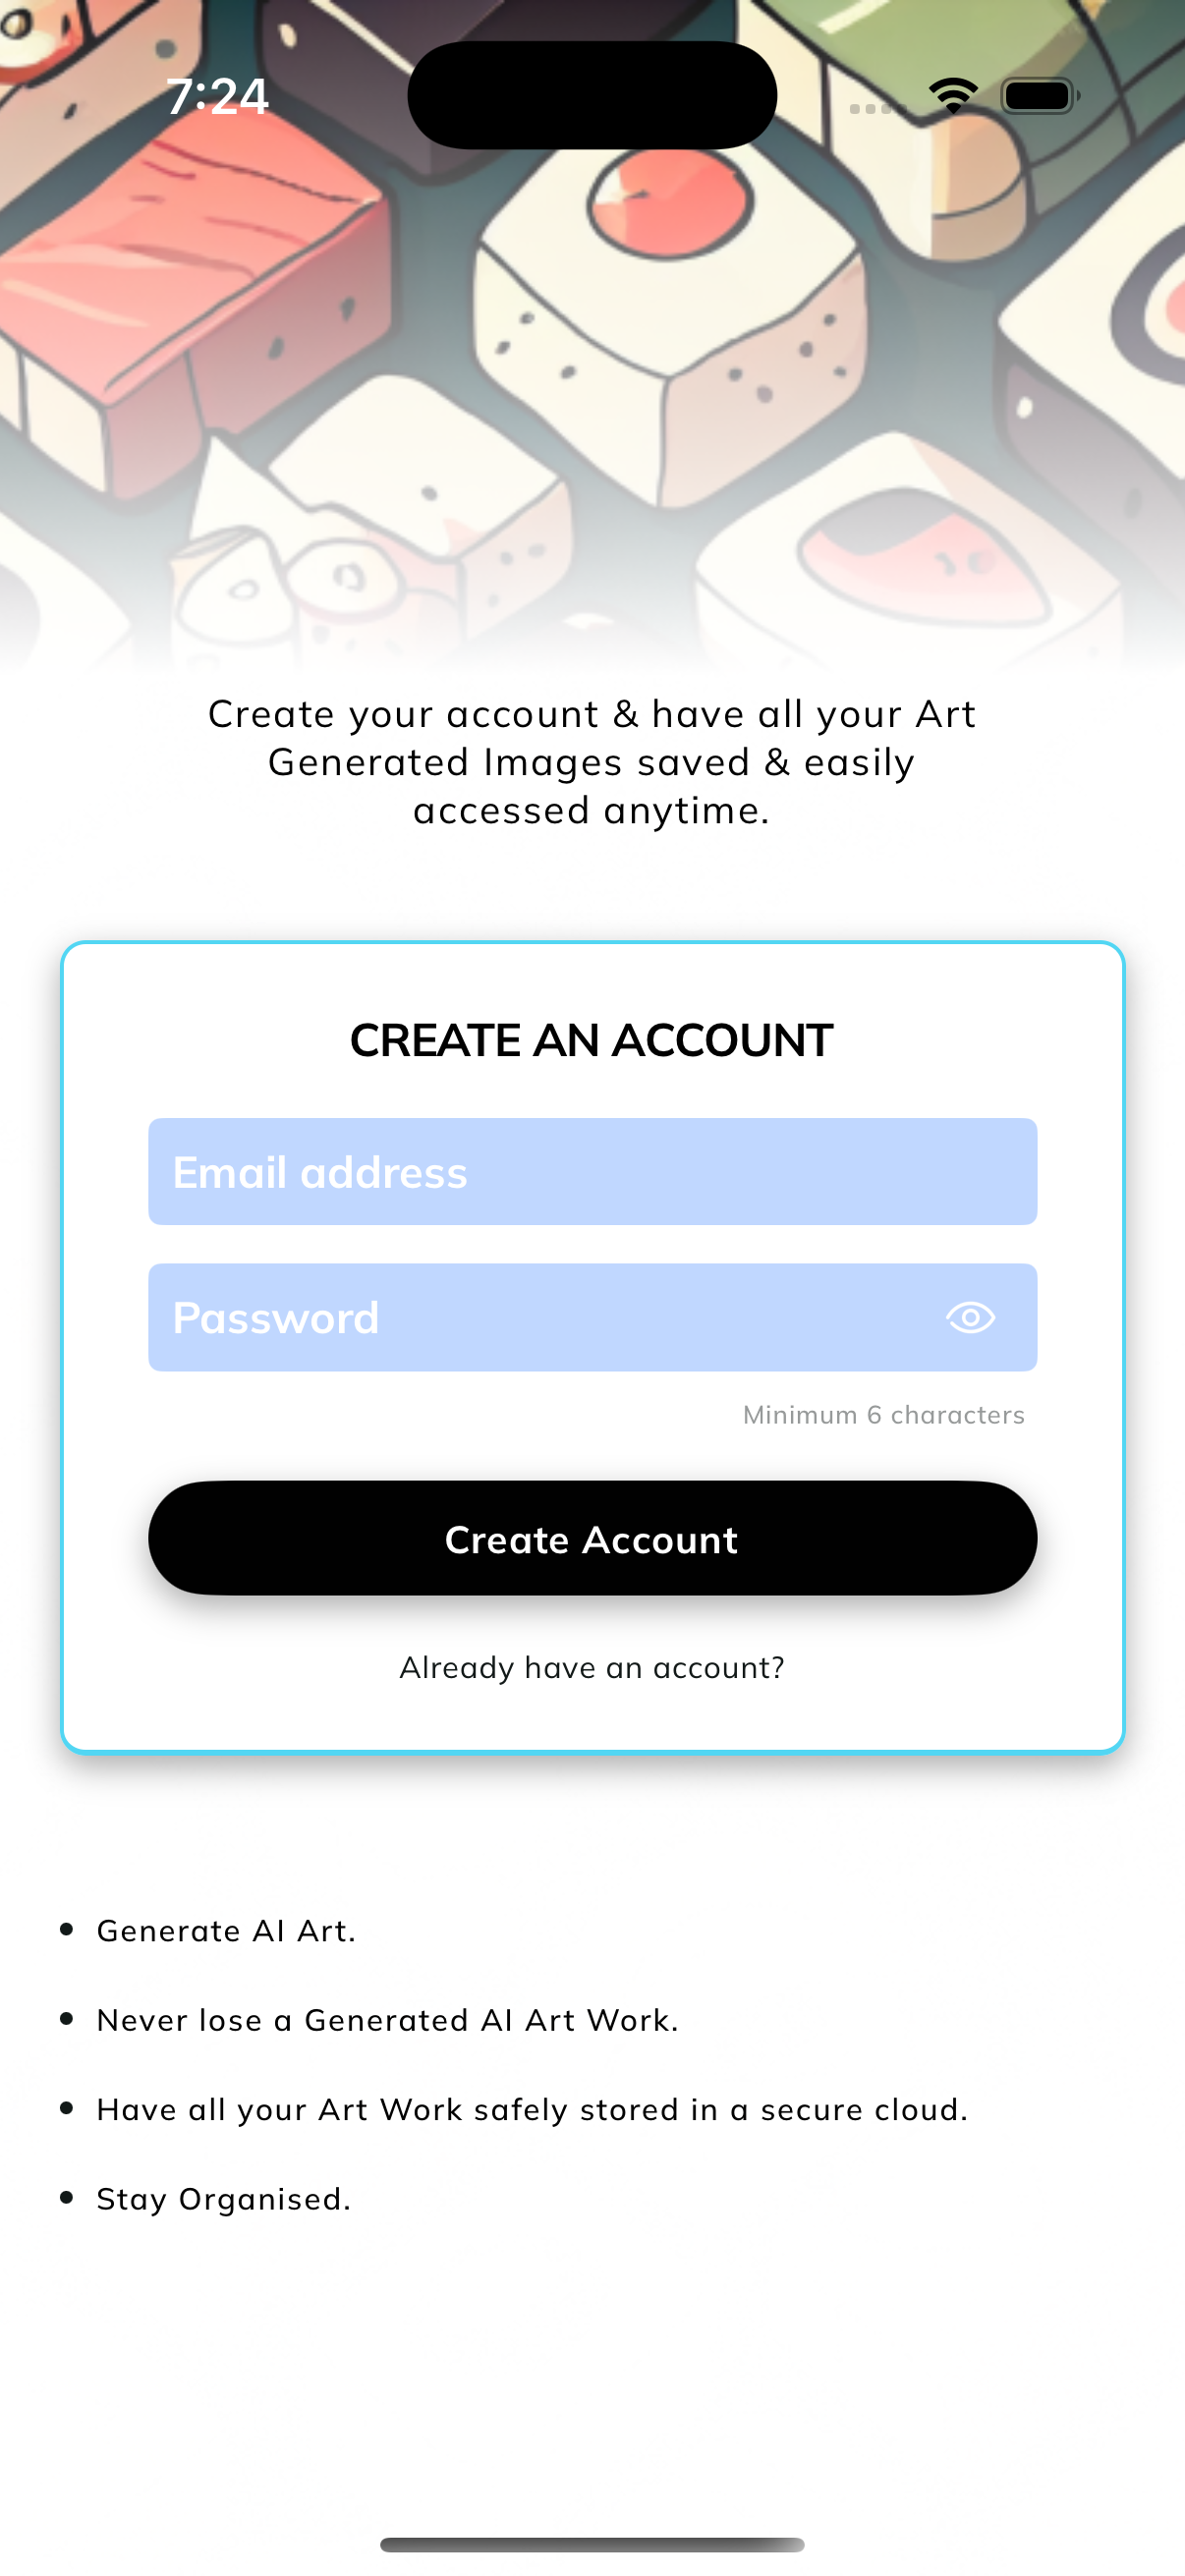 7:24
Create your account & have all your Art
Generated Images saved & easily
accessed anytime.
CREATE AN ACCOUNT
Email address
Password
Minimum 6 characters
Create Account
Already have an account?
• Generate AI Art.
• Never lose a Generated AI Art Work.
• Have all your Art Work safely stored in a secure cloud.
• Stay Organised.